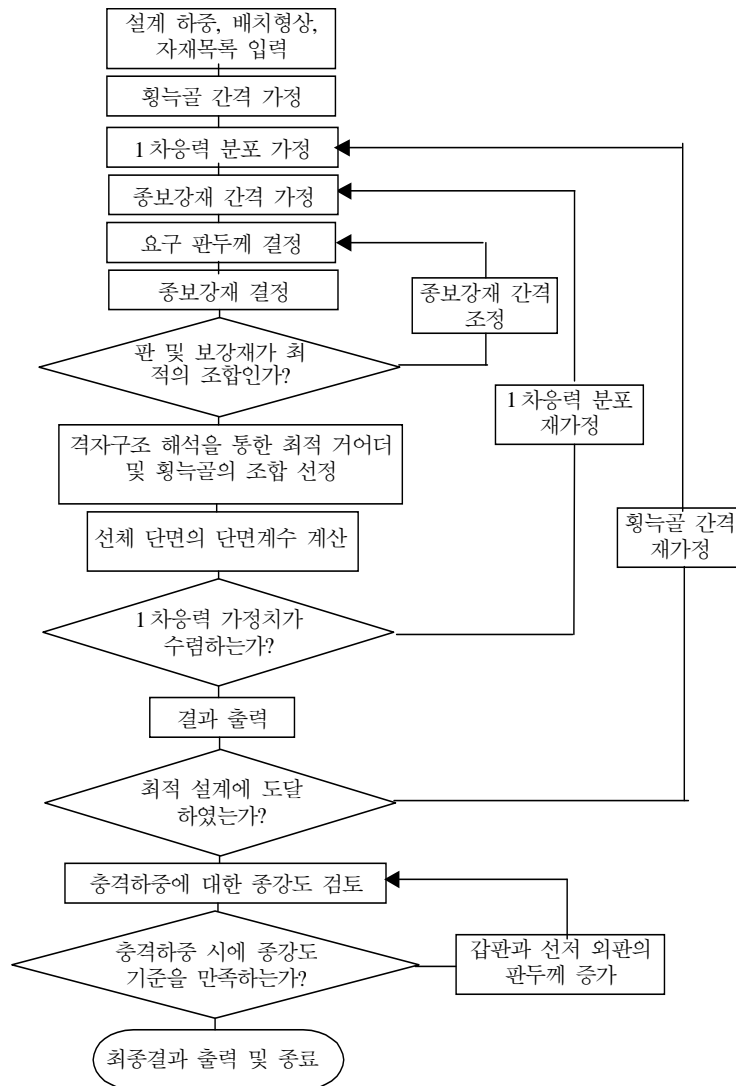 설계 하중, 배치형상,
자재목록 입력
횡늑골 간격 가정
1차응력 분포 가정
종보강재 간격 가정
요구 판두께 결정
종보강재 결정
종보강재 간격
조정
판 및 보강재가 최
적의 조합인가?
1차응력 분포
재가정
격자구조 해석을 통한 최적 거어더
및 횡늑골의 조합 선정
선체 단면의 단면계수 계산
횡늑골 간격
재가정
1차응력 가정치가
수렴하는가?
결과 출력
최적 설계에 도달
하였는가?
충격하중에 대한 종강도 검토
충격하중 시에 종강도
기준을 만족하는가?
갑판과 선저 외판의
판두께 증가
최종결과 출력 및 종료